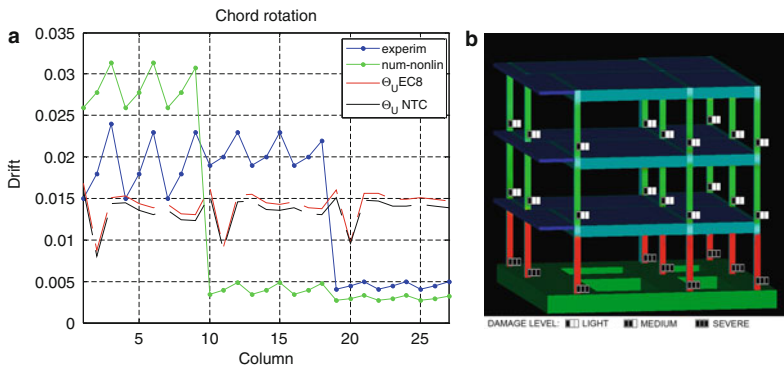 a
Chord rotation
0.035
0.03
0.025
0.02
0.015
0.01
0.005
0
Drift
5
10
15
20
25
Column
experim
num-nonlin
Θ_U EC8
Θ_U NTC
b
DAMAGE LEVEL: LIGHT MEDIUM SEVERE